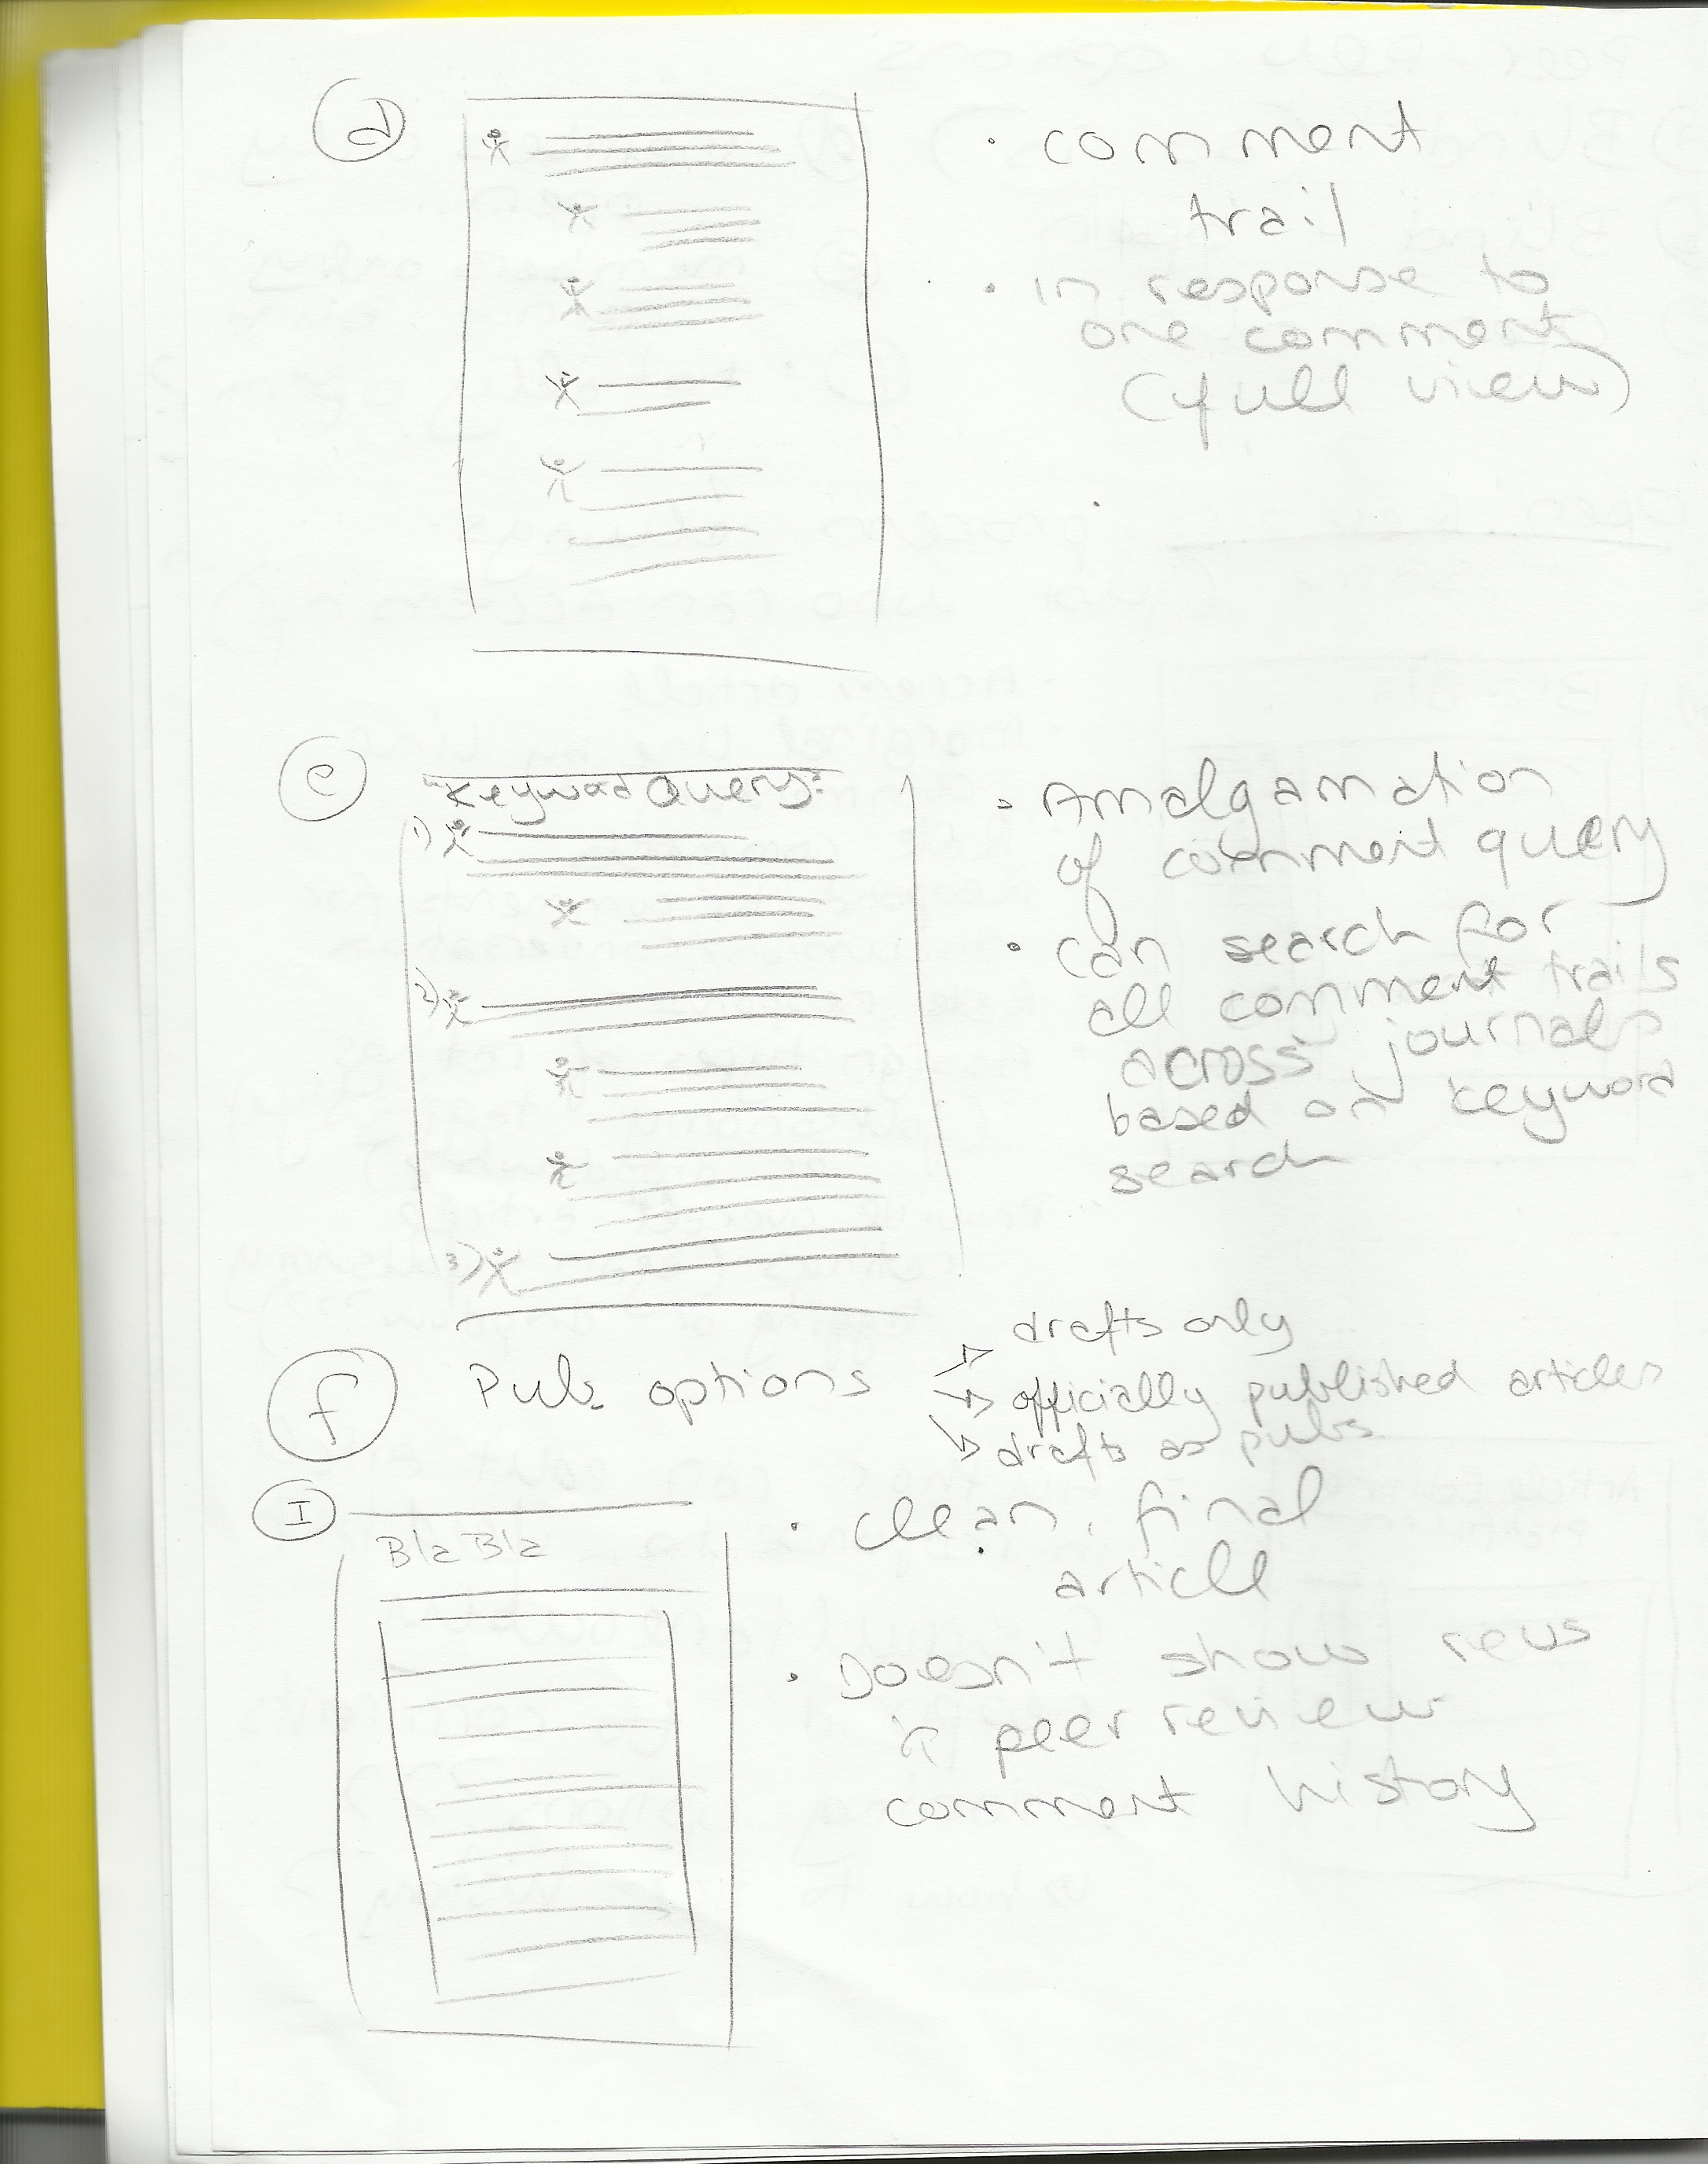 d
• comment
trail
• in response to
one comment
(full view)
e
"Keyword Query"
1)
2)
3)
• Amalgamation
of comment query
• Can search for
all comment trails
across journals
based on keyword
search
f
Pub. options
→ drafts only
→ officially published articles
→ drafts as pubs
I
Bla Bla
• clean, final
article
• Doesn't show revs
peer review
comment history